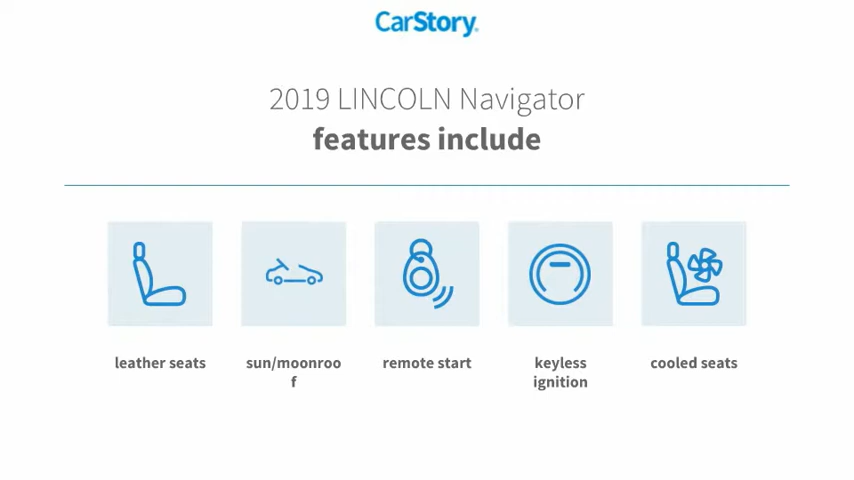 CarStory
2019 LINCOLN Navigator
features include
leather seats
sun/moonroo
f
remote start
keyless
ignition
cooled seats